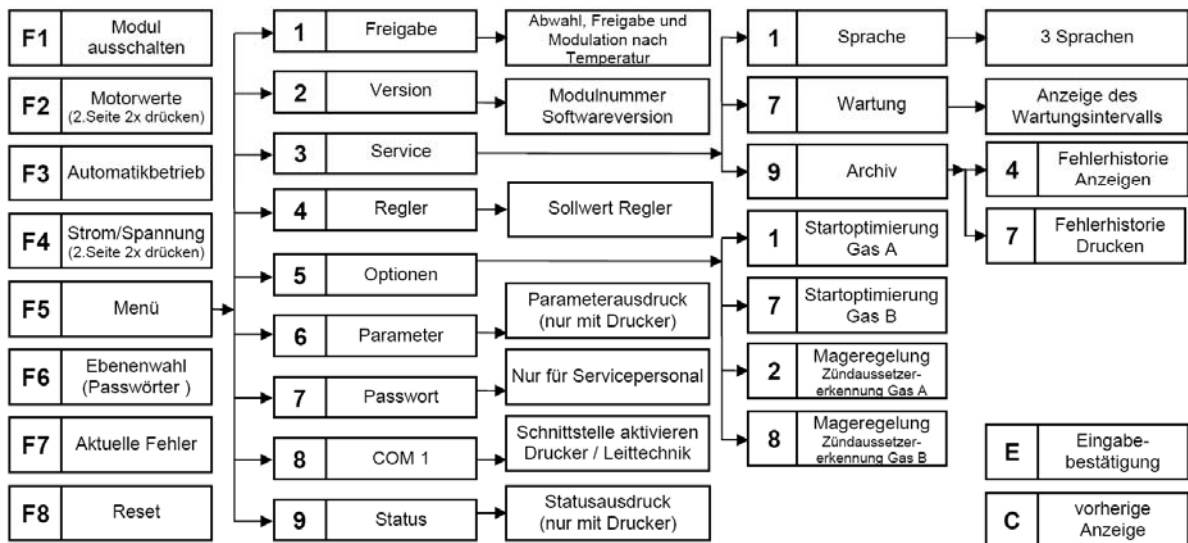 F1
Modul
ausschalten
F2
Motorwerte
(2.Seite 2x drücken)
F3
Automatikbetrieb
F4
Strom/Spannung
(2.Seite 2x drücken)
F5
Menü
F6
Ebenenwahl
(Passwörter )
F7
Aktuelle Fehler
F8
Reset
1
Freigabe
Abwahl, Freigabe und
Modulation nach
Temperatur
2
Version
Modulnummer
Softwareversion
3
Service
4
Regler
Sollwert Regler
5
Optionen
6
Parameter
Parameterausdruck
(nur mit Drucker)
7
Passwort
Nur für Servicepersonal
8
COM 1
Schnittstelle aktivieren
Drucker / Leittechnik
9
Status
Statusausdruck
(nur mit Drucker)
1
Sprache
3 Sprachen
7
Wartung
Anzeige des
Wartungsintervalls
9
Archiv
4
Fehlerhistorie
Anzeigen
7
Fehlerhistorie
Drucken
1
Startoptimierung
Gas A
7
Startoptimierung
Gas B
2
Mageregelung
Zündaussetzer-
erkennung Gas A
8
Mageregelung
Zündaussetzer-
erkennung Gas B
E
Eingabe-
bestätigung
C
vorherige
Anzeige